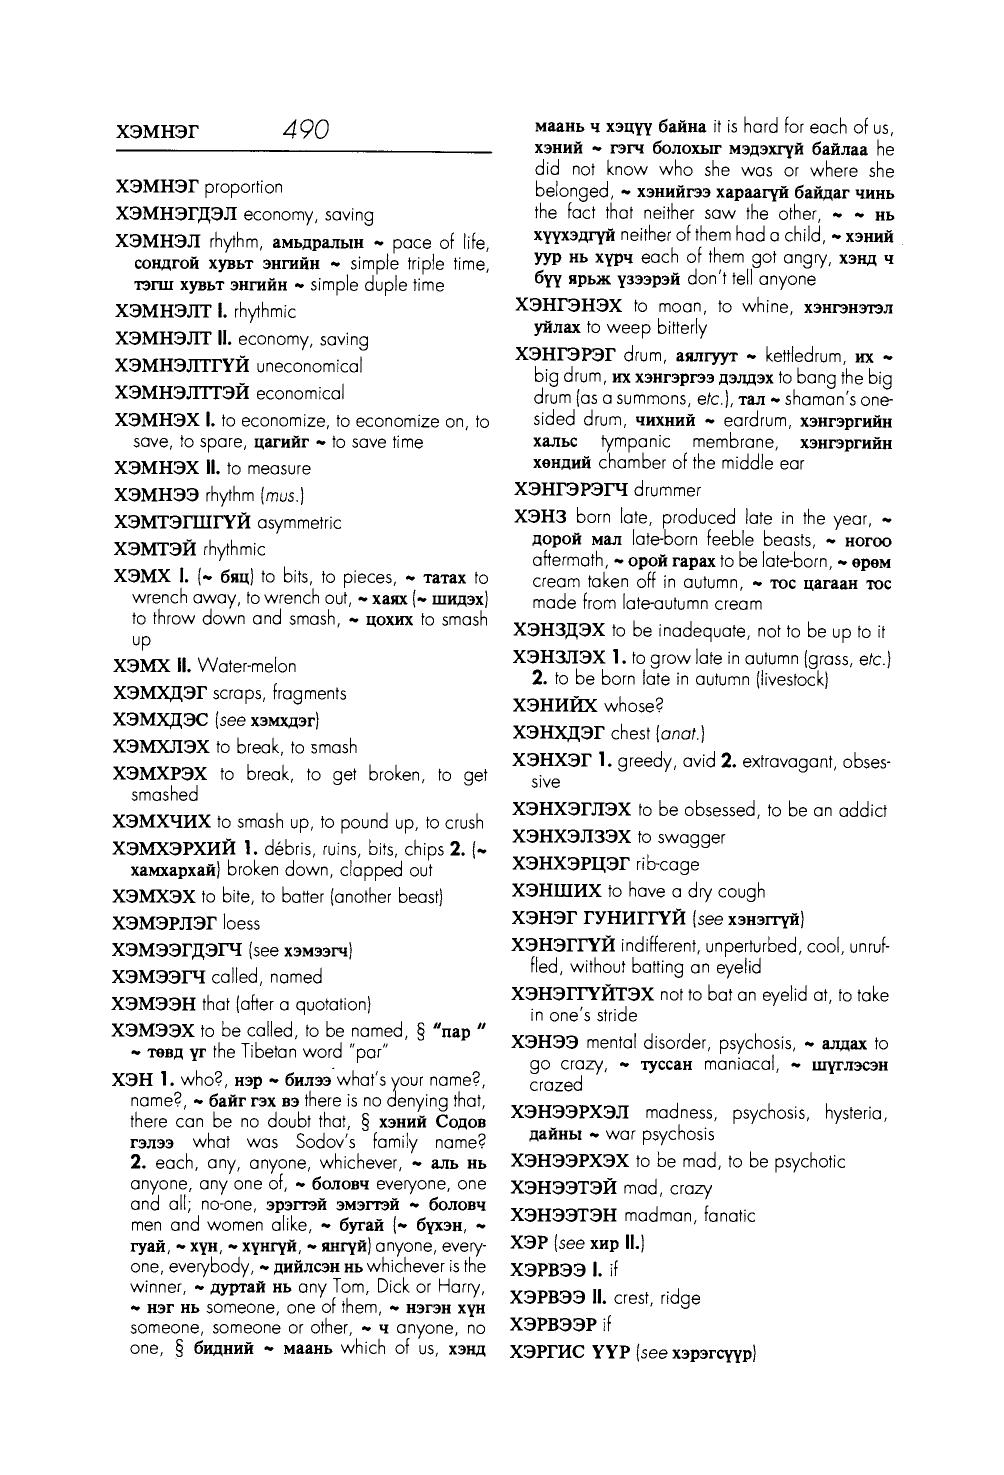 ХЭМНЭГ 490
ХЭМНЭГ proportion
ХЭМНЭГДЭЛ economy, saving
ХЭМНЭЛ rhythm, амьдралын ~ pace of life,
сондгой хувьт энгийн ~ simple triple time,
тэгш хувьт энгийн ~ simple duple time
ХЭМНЭЛТ I. rhythmic
ХЭМНЭЛТ II. economy, saving
ХЭМНЭЛТГҮЙ uneconomical
ХЭМНЭЛТТЭЙ economical
ХЭМНЭХ I. to economize, to economize on, to
save, to spare, цагийг ~ to save time
ХЭМНЭХ II. to measure
ХЭМНЭЭ rhythm (mus.)
ХЭМТЭГШГҮЙ asymmetric
ХЭМТЭЙ rhythmic
ХЭМХ I. (~ бяц) to bits, to pieces, ~ татах to
wrench away, to wrench out, ~ хаях (~ шидэх)
to throw down and smash, ~ цохих to smash
up
ХЭМХ II. Water-melon
ХЭМХДЭГ scraps, fragments
ХЭМХДЭС (see хэмхдэг)
ХЭМХЛЭХ to break, to smash
ХЭМХРЭХ to break, to get broken, to get
smashed
ХЭМХЧИХ to smash up, to pound up, to crush
ХЭМХЭРХИЙ 1. débris, ruins, bits, chips 2. (~
хамхархай) broken down, clapped out
ХЭМХЭХ to bite, to batter (another beast)
ХЭМЭРЛЭГ loess
ХЭМЭЭГДЭГЧ (see хэмээгч)
ХЭМЭЭГЧ called, named
ХЭМЭЭН that (after a quotation)
ХЭМЭЭХ to be called, to be named, § "пар "
~ төвд үг the Tibetan word "par"
ХЭН 1. who?, нэр ~ билээ what's your name?,
name?, ~ байг гэх вэ there is no denying that,
there can be no doubt that, § хэний Содов
гэлээ what was Sodov's family name?
2. each, any, anyone, whichever, ~ аль нь
anyone, any one of, ~ боловч everyone, one
and all; no-one, эрэгтэй эмэгтэй ~ боловч
men and women alike, ~ бугай (~ бүхэн, ~
гуай, ~ хүн, ~ хүнгүй, ~ янгүй) anyone, every-
one, everybody, ~ дийлсэн нь whichever is the
winner, ~ дуртай нь any Tom, Dick or Harry,
~ нэг нь someone, one of them, ~ нэгэн хүн
someone, someone or other, ~ ч anyone, no
one, § бидний ~ маань which of us, хэнд
маань ч хэцүү байна it is hard for each of us,
хэний ~ гэгч болохыг мэдэхгүй байлаа he
did not know who she was or where she
belonged, ~ хэнийгээ хараагүй байдаг чинь
the fact that neither saw the other, ~ ~ нь
хүүхэдгүй neither of them had a child, ~ хэний
уур нь хүрч each of them got angry, хэнд ч
бүү ярьж үзээрэй don't tell anyone
ХЭНГЭНЭХ to moan, to whine, хэнгэнэтэл
уйлах to weep bitterly
ХЭНГЭРЭГ drum, аялгуут ~ kettledrum, их ~
big drum, их хэнгэргээ дэлдэх to bang the big
drum (as a summons, etc.), тал ~ shaman's one-
sided drum, чихний ~ eardrum, хэнгэргийн
хальс tympanic membrane, хэнгэргийн
хөндий chamber of the middle ear
ХЭНГЭРЭГЧ drummer
ХЭНЗ born late, produced late in the year, ~
дорой мал late-born feeble beasts, ~ ногоо
aftermath, ~ орой гарах to be late-born, ~ өрөм
cream taken off in autumn, ~ тос цагаан тос
made from late-autumn cream
ХЭНЗДЭХ to be inadequate, not to be up to it
ХЭНЗЛЭХ 1. to grow late in autumn (grass, etc.)
2. to be born late in autumn (livestock)
ХЭНИЙХ whose?
ХЭНХДЭГ chest (anat.)
ХЭНХЭГ 1. greedy, avid 2. extravagant, obses-
sive
ХЭНХЭГЛЭХ to be obsessed, to be an addict
ХЭНХЭЛЗЭХ to swagger
ХЭНХЭРЦЭГ rib-cage
ХЭНШИХ to have a dry cough
ХЭНЭГ ГУНИГГҮЙ (see хэнэггүй)
ХЭНЭГГҮЙ indifferent, unperturbed, cool, unruf-
fled, without batting an eyelid
ХЭНЭГГҮЙТЭХ not to bat an eyelid at, to take
in one's stride
ХЭНЭЭ mental disorder, psychosis, ~ алдах to
go crazy, ~ туссан maniacal, ~ шүглэсэн
crazed
ХЭНЭЭРХЭЛ madness, psychosis, hysteria,
дайны ~ war psychosis
ХЭНЭЭРХЭХ to be mad, to be psychotic
ХЭНЭЭТЭЙ mad, crazy
ХЭНЭЭТЭН madman, fanatic
ХЭР (see хир II.)
ХЭРВЭЭ I. if
ХЭРВЭЭ II. crest, ridge
ХЭРВЭЭР if
ХЭРГИС ҮҮР (see хэрэгсүүр)